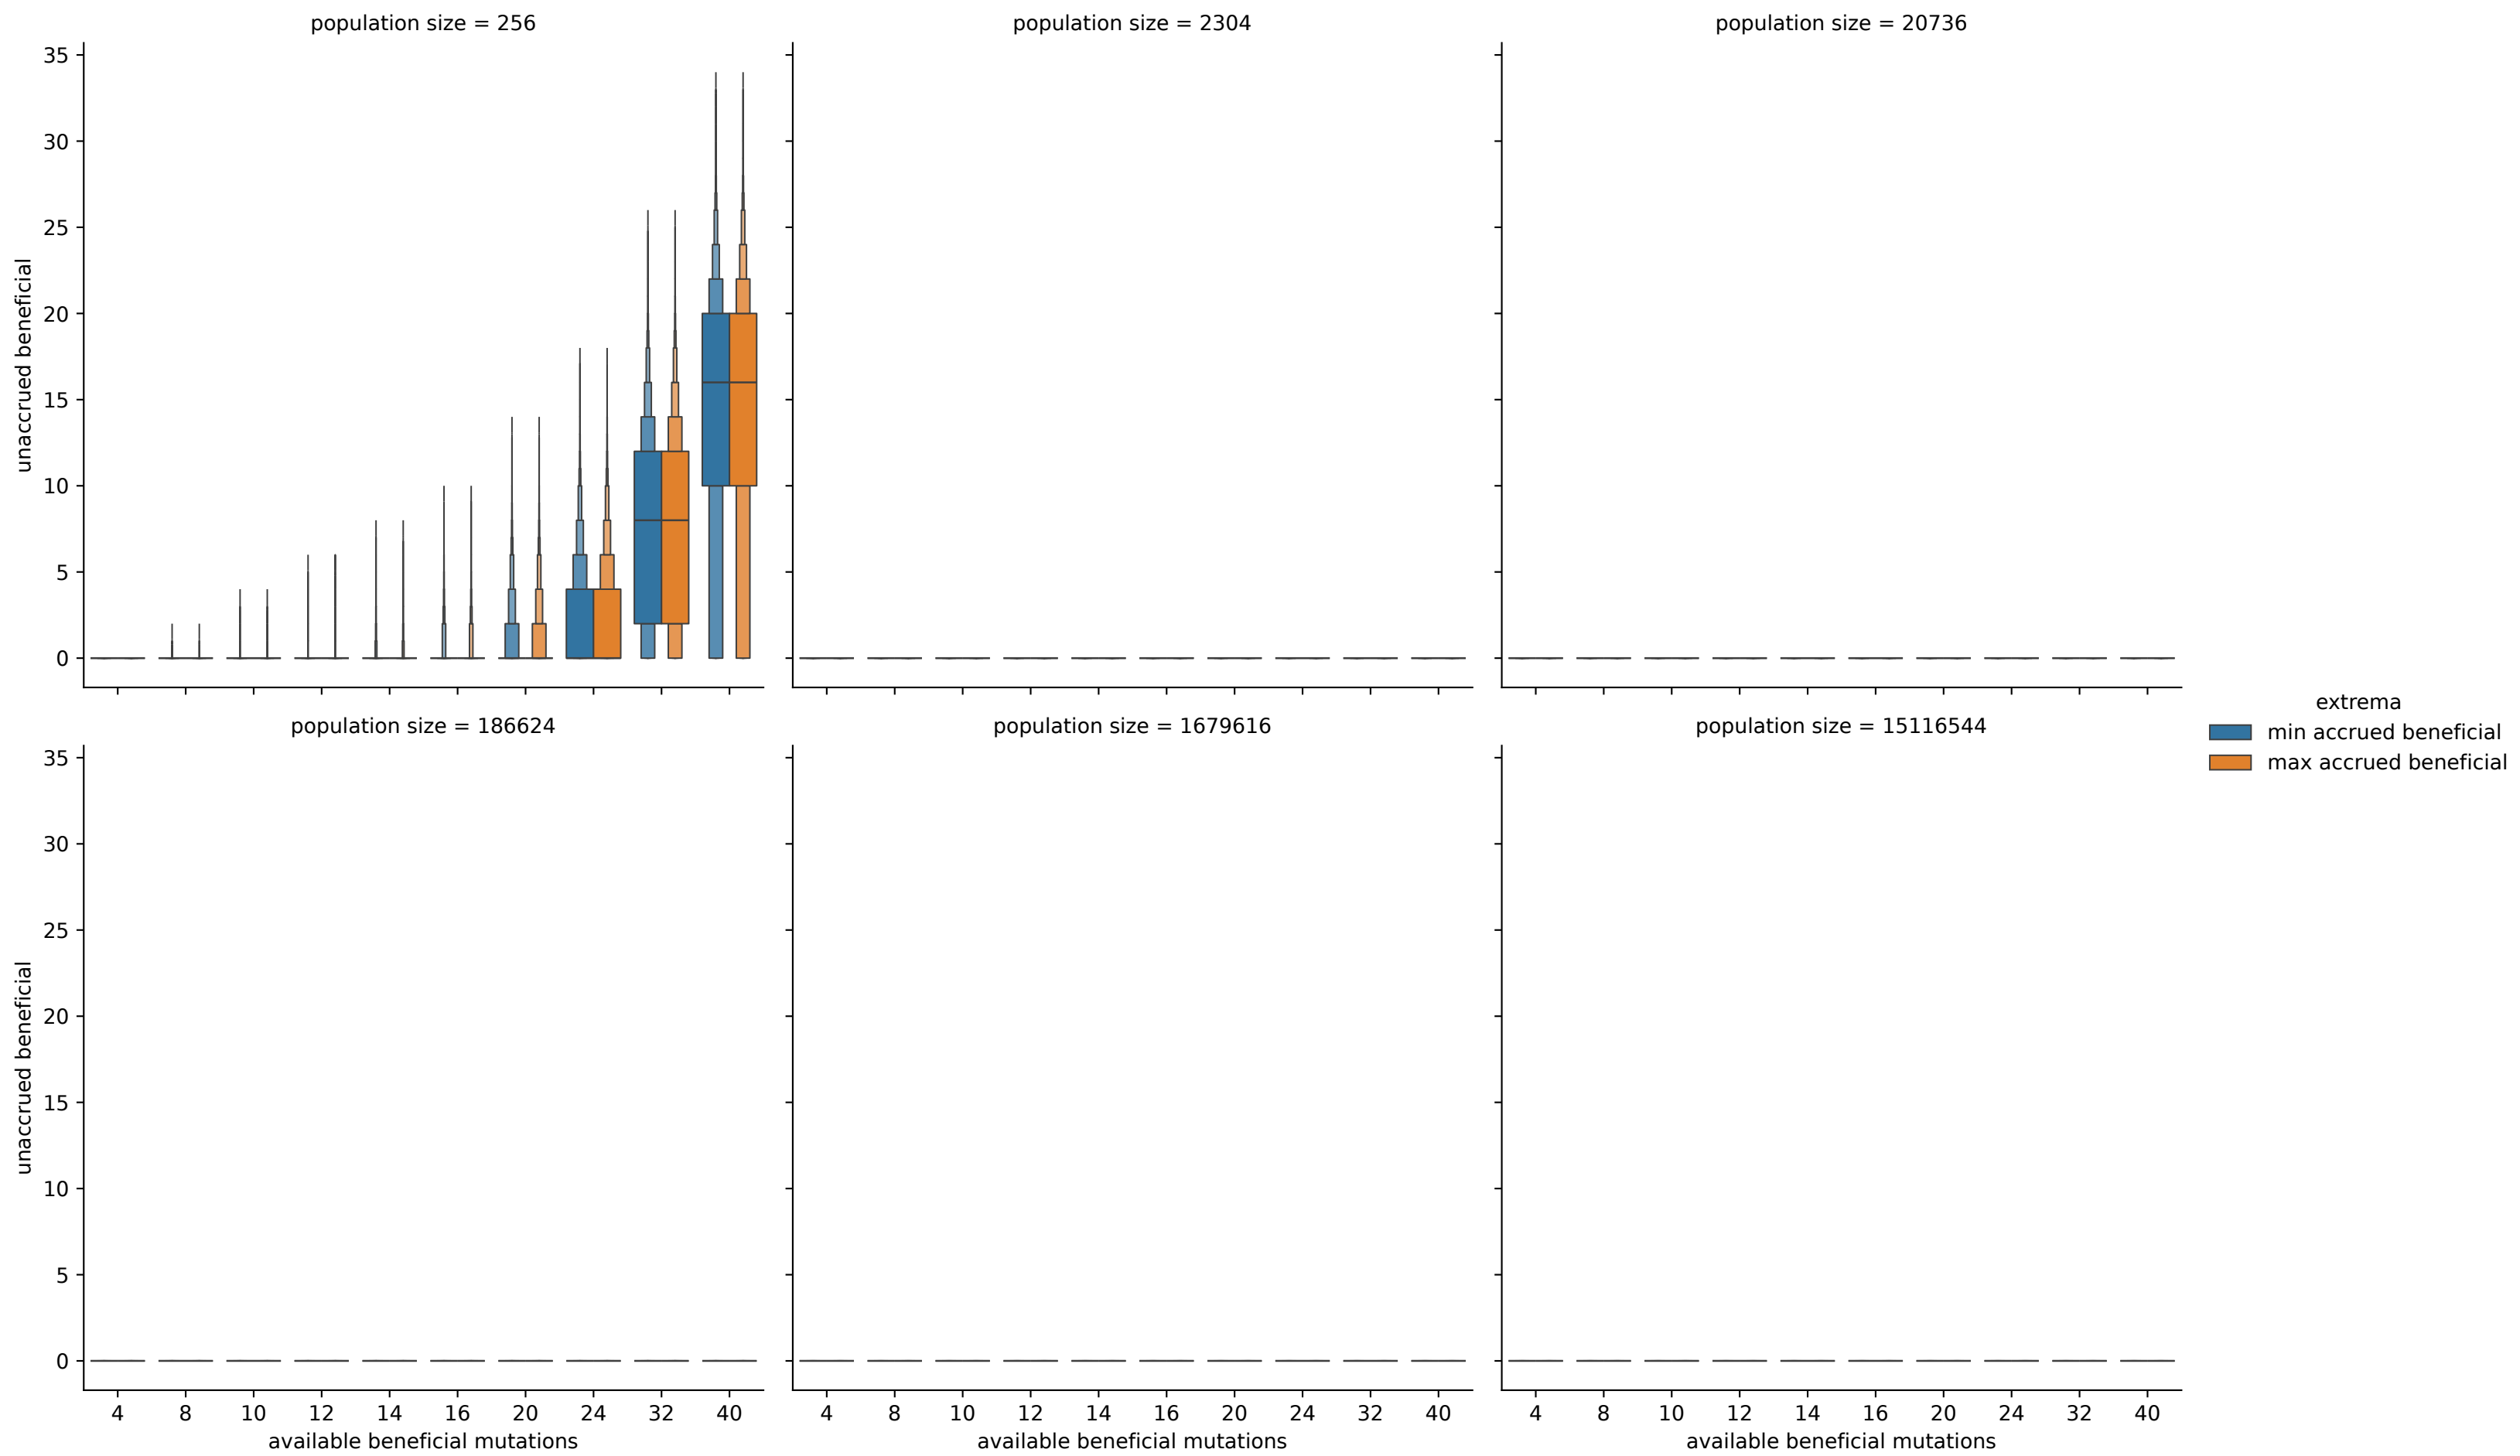 population size = 256
population size = 2304
population size = 20736
35
30
25
20
15
10
5
0
unaccrued beneficial
extrema
min accrued beneficial
max accrued beneficial
population size = 186624
population size = 1679616
population size = 15116544
35
30
25
20
15
10
5
0
unaccrued beneficial
4 8 10 12 14 16 20 24 32 40
4 8 10 12 14 16 20 24 32 40
4 8 10 12 14 16 20 24 32 40
available beneficial mutations
available beneficial mutations
available beneficial mutations